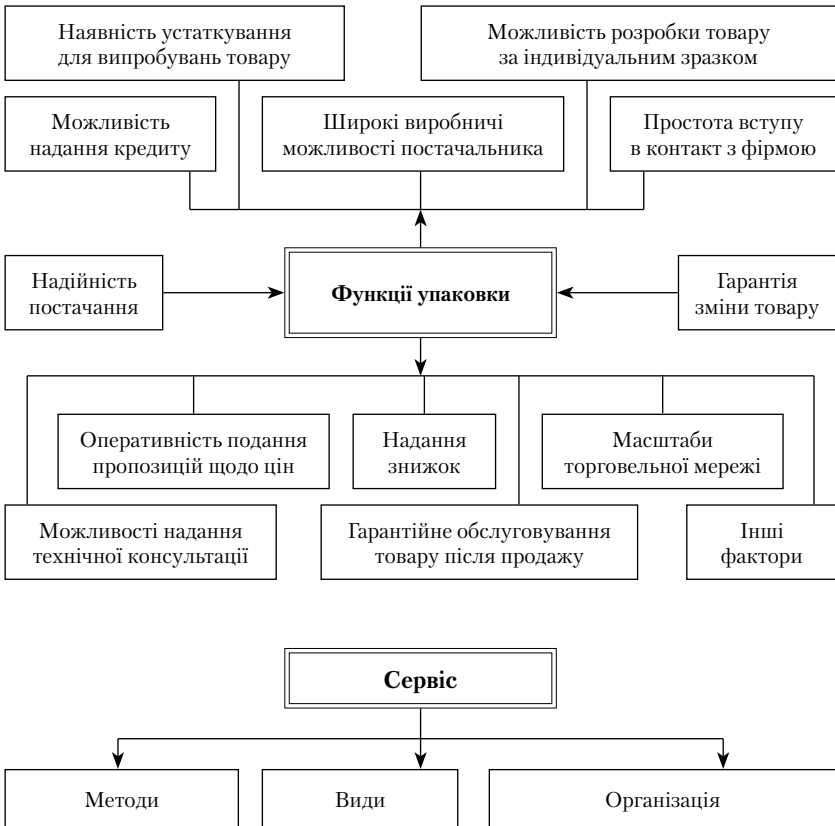 Наявність устаткування
для випробувань товару
Можливість розробки товару
за індивідуальним зразком
Можливість
надання кредиту
Широкі виробничі
можливості постачальника
Простота вступу
в контакт з фірмою
Надійність
постачання
Функції упаковки
Гарантія
зміни товару
Оперативність подання
пропозицій щодо цін
Надання
знижок
Масштаби
торговельної мережі
Можливості надання
технічної консультації
Гарантійне обслуговування
товару після продажу
Інші
фактори
Сервіс
Методи
Види
Організація